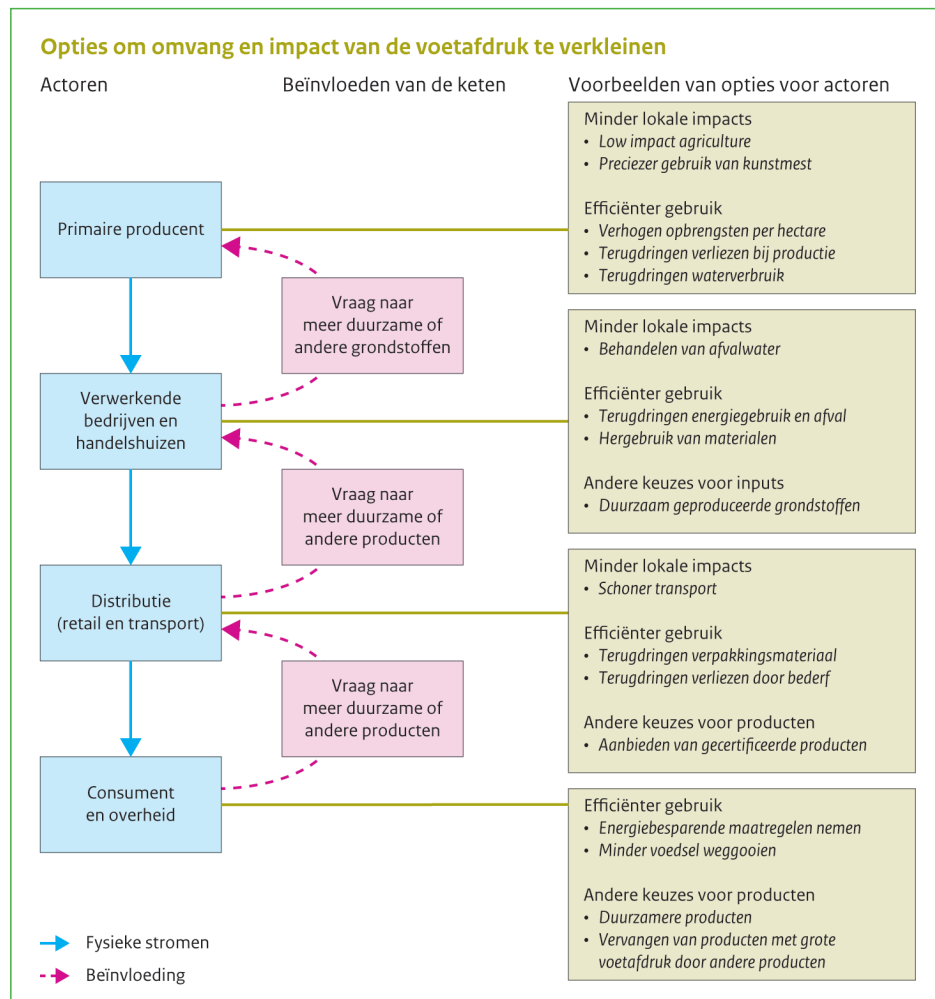 Opties om omvang en impact van de voetafdruk te verkleinen
Actoren
Beïnvloeden van de keten
Voorbeelden van opties voor actoren
Primaire producent
Verwerkende
bedrijven en
handelshuizen
Distributie
(retail en transport)
Consument
en overheid
Vraag naar
meer duurzame of
andere grondstoffen
Vraag naar
meer duurzame of
andere producten
Vraag naar
meer duurzame of
andere producten
Minder lokale impacts
• Low impact agriculture
• Preciezer gebruik van kunstmest
Efficiënter gebruik
• Verhogen opbrengsten per hectare
• Terugdringen verliezen bij productie
• Terugdringen waterverbruik
Minder lokale impacts
• Behandelen van afvalwater
Efficiënter gebruik
• Terugdringen energiegebruik en afval
• Hergebruik van materialen
Andere keuzes voor inputs
• Duurzaam geproduceerde grondstoffen
Minder lokale impacts
• Schoner transport
Efficiënter gebruik
• Terugdringen verpakkingsmateriaal
• Terugdringen verliezen door bederf
Andere keuzes voor producten
• Aanbieden van gecertificeerde producten
Efficiënter gebruik
• Energiebesparende maatregelen nemen
• Minder voedsel weggooien
Andere keuzes voor producten
• Duurzamere producten
• Vervangen van producten met grote
voetafdruk door andere producten
Fysieke stromen
Beïnvloeding